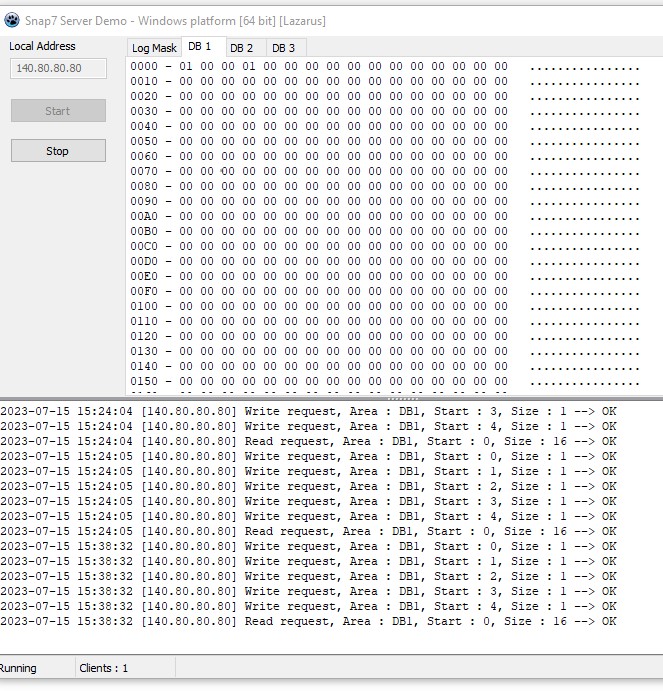 Snap7 Server Demo - Windows platform [64 bit] [Lazarus]
Local Address
140.80.80.80
Start
Stop
Log Mask DB 1 DB 2 DB 3
0000 - 01 00 00 01 00 00 00 00 00 00 00 00 00 00 00 00 ................
0010 - 00 00 00 00 00 00 00 00 00 00 00 00 00 00 00 00 ................
0020 - 00 00 00 00 00 00 00 00 00 00 00 00 00 00 00 00 ................
0030 - 00 00 00 00 00 00 00 00 00 00 00 00 00 00 00 00 ................
0040 - 00 00 00 00 00 00 00 00 00 00 00 00 00 00 00 00 ................
0050 - 00 00 00 00 00 00 00 00 00 00 00 00 00 00 00 00 ................
0060 - 00 00 00 00 00 00 00 00 00 00 00 00 00 00 00 00 ................
0070 - 00 00 00 00 00 00 00 00 00 00 00 00 00 00 00 00 ................
0080 - 00 00 00 00 00 00 00 00 00 00 00 00 00 00 00 00 ................
0090 - 00 00 00 00 00 00 00 00 00 00 00 00 00 00 00 00 ................
00A0 - 00 00 00 00 00 00 00 00 00 00 00 00 00 00 00 00 ................
00B0 - 00 00 00 00 00 00 00 00 00 00 00 00 00 00 00 00 ................
00C0 - 00 00 00 00 00 00 00 00 00 00 00 00 00 00 00 00 ................
00D0 - 00 00 00 00 00 00 00 00 00 00 00 00 00 00 00 00 ................
00E0 - 00 00 00 00 00 00 00 00 00 00 00 00 00 00 00 00 ................
00F0 - 00 00 00 00 00 00 00 00 00 00 00 00 00 00 00 00 ................
0100 - 00 00 00 00 00 00 00 00 00 00 00 00 00 00 00 00 ................
0110 - 00 00 00 00 00 00 00 00 00 00 00 00 00 00 00 00 ................
0120 - 00 00 00 00 00 00 00 00 00 00 00 00 00 00 00 00 ................
0130 - 00 00 00 00 00 00 00 00 00 00 00 00 00 00 00 00 ................
0140 - 00 00 00 00 00 00 00 00 00 00 00 00 00 00 00 00 ................
0150 - 00 00 00 00 00 00 00 00 00 00 00 00 00 00 00 00 ................
2023-07-15 15:24:04 [140.80.80.80] Write request, Area : DB1, Start : 3, Size : 1 --> OK
2023-07-15 15:24:04 [140.80.80.80] Write request, Area : DB1, Start : 4, Size : 1 --> OK
2023-07-15 15:24:04 [140.80.80.80] Read request, Area : DB1, Start : 0, Size : 16 --> OK
2023-07-15 15:24:05 [140.80.80.80] Write request, Area : DB1, Start : 0, Size : 1 --> OK
2023-07-15 15:24:05 [140.80.80.80] Write request, Area : DB1, Start : 1, Size : 1 --> OK
2023-07-15 15:24:05 [140.80.80.80] Write request, Area : DB1, Start : 2, Size : 1 --> OK
2023-07-15 15:24:05 [140.80.80.80] Write request, Area : DB1, Start : 3, Size : 1 --> OK
2023-07-15 15:24:05 [140.80.80.80] Write request, Area : DB1, Start : 4, Size : 1 --> OK
2023-07-15 15:24:05 [140.80.80.80] Read request, Area : DB1, Start : 0, Size : 16 --> OK
2023-07-15 15:38:32 [140.80.80.80] Write request, Area : DB1, Start : 0, Size : 1 --> OK
2023-07-15 15:38:32 [140.80.80.80] Write request, Area : DB1, Start : 1, Size : 1 --> OK
2023-07-15 15:38:32 [140.80.80.80] Write request, Area : DB1, Start : 2, Size : 1 --> OK
2023-07-15 15:38:32 [140.80.80.80] Write request, Area : DB1, Start : 3, Size : 1 --> OK
2023-07-15 15:38:32 [140.80.80.80] Write request, Area : DB1, Start : 4, Size : 1 --> OK
2023-07-15 15:38:32 [140.80.80.80] Read request, Area : DB1, Start : 0, Size : 16 --> OK
Running Clients : 1